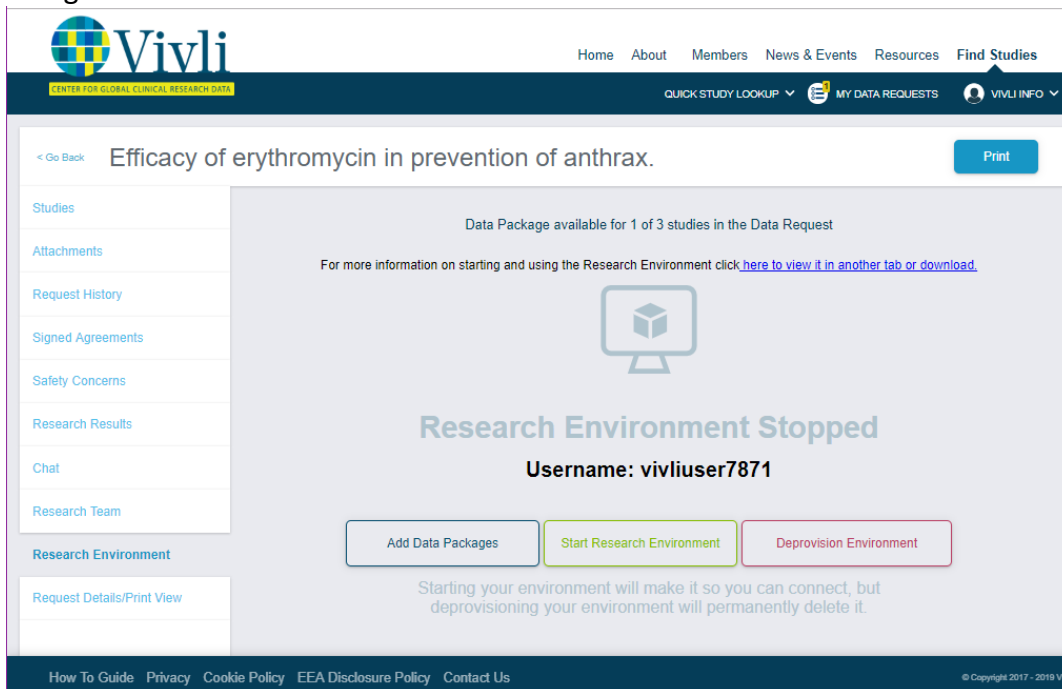 Vivli
CENTER FOR GLOBAL CLINICAL RESEARCH DATA
Home About Members News & Events Resources Find Studies
QUICK STUDY LOOKUP MY DATA REQUESTS VIVLI INFO
< Go Back Efficacy of erythromycin in prevention of anthrax. Print
Studies
Attachments
Request History
Signed Agreements
Safety Concerns
Research Results
Chat
Research Team
Research Environment
Request Details/Print View
Data Package available for 1 of 3 studies in the Data Request
For more information on starting and using the Research Environment click here to view it in another tab or download.
Research Environment Stopped
Username: vivliuser7871
Add Data Packages Start Research Environment Deprovision Environment
Starting your environment will make it so you can connect, but
deprovisioning your environment will permanently delete it.
How To Guide Privacy Cookie Policy EEA Disclosure Policy Contact Us
© Copyright 2017 - 2019